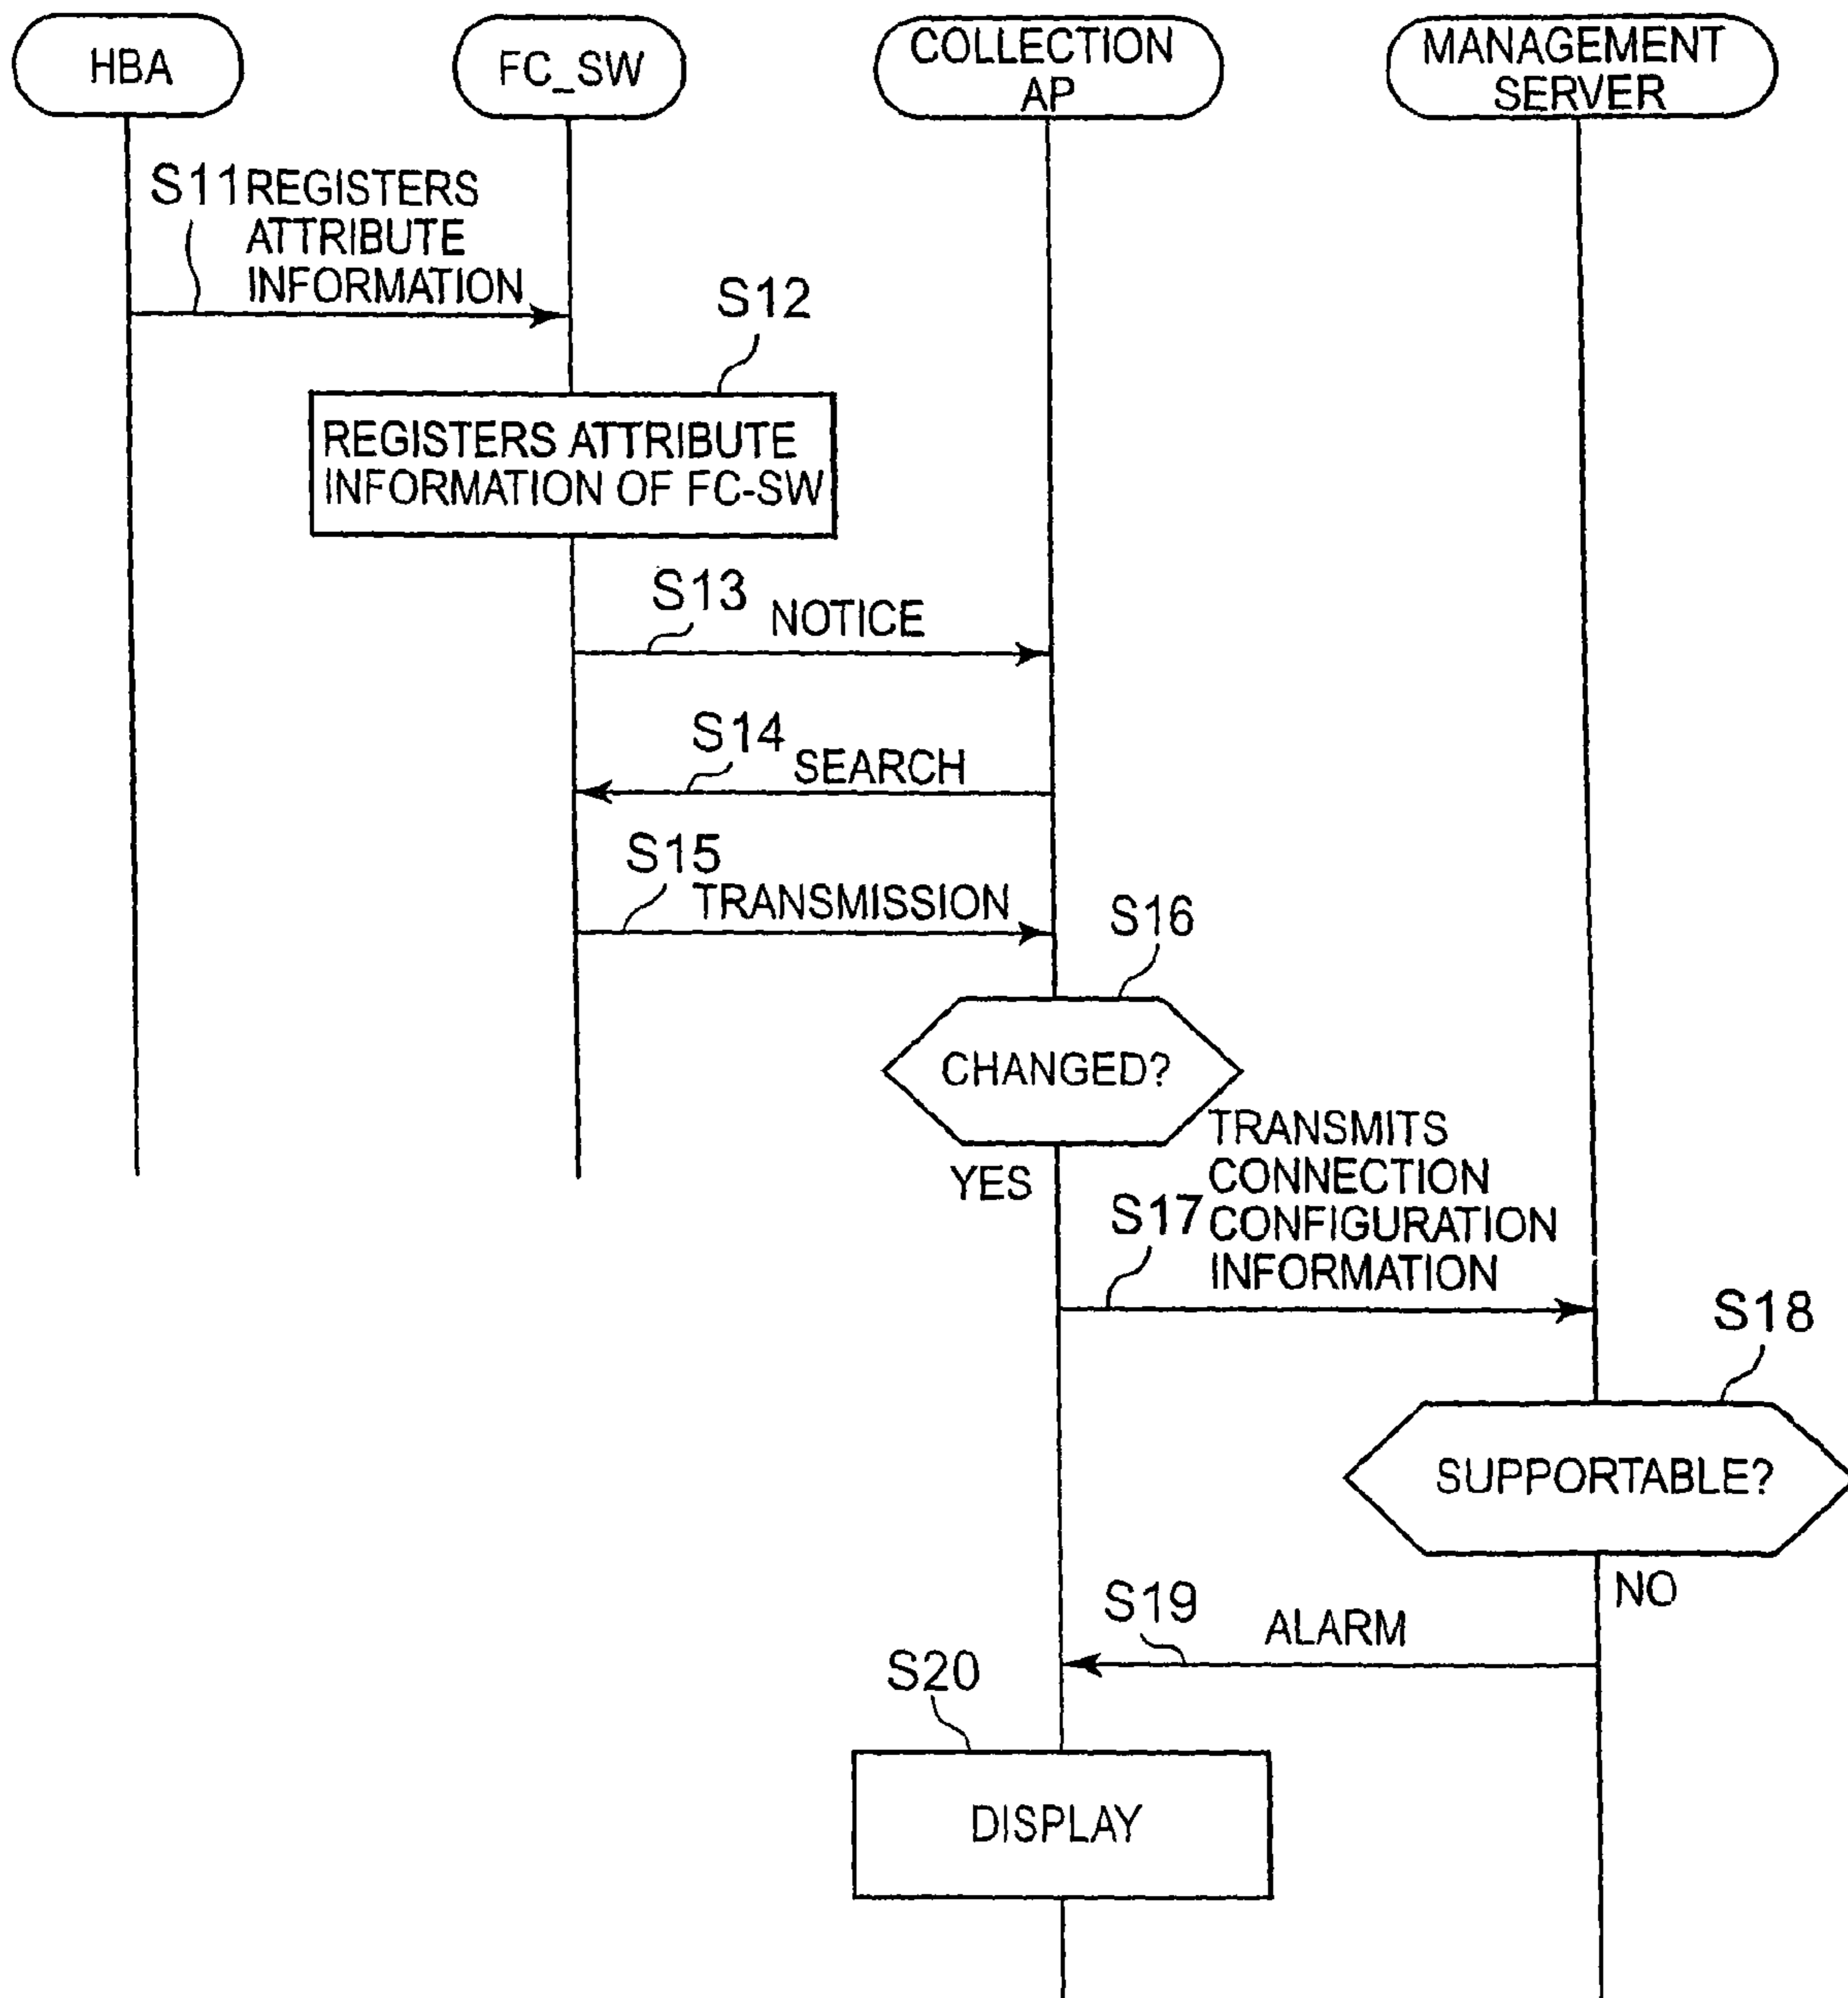 HBA
FC_SW
COLLECTION
AP
MANAGEMENT
SERVER
S11 REGISTERS
ATTRIBUTE
INFORMATION
S12
REGISTERS ATTRIBUTE
INFORMATION OF FC-SW
S13 NOTICE
S14 SEARCH
S15 TRANSMISSION
S16
CHANGED?
YES
TRANSMITS
CONNECTION
S17 CONFIGURATION
INFORMATION
S18
SUPPORTABLE?
NO
S19 ALARM
S20
DISPLAY